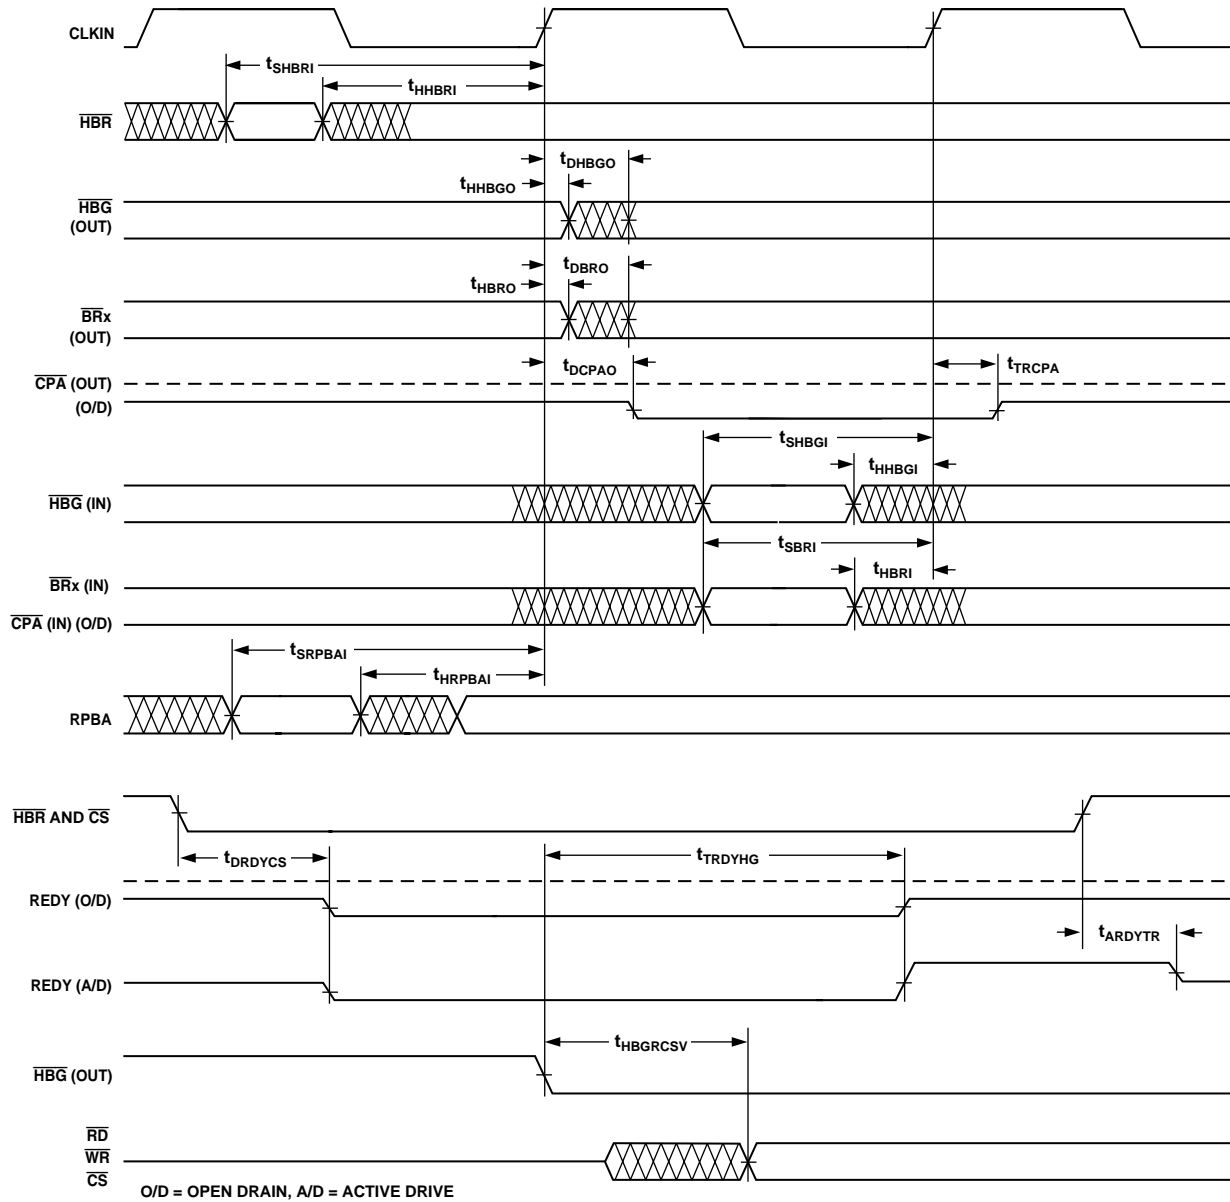 CLKIN
tSHBRI
tHHBRI
HBR
tDHBGO
tHHBGO
HBG
(OUT)
tDBRO
tHBRO
BRx
(OUT)
tDCPAO
tTRCPA
CPA (OUT)
(O/D)
tSHBGI
tHHBGI
HBG (IN)
tSBRI
tHBRI
BRx (IN)
CPA (IN) (O/D)
tSRPBAI
tHRPBAI
RPBA
HBR AND CS
tDRDYCS
tTRDYHG
REDY (O/D)
tARDYTR
REDY (A/D)
tHBGRCSV
HBG (OUT)
RD
WR
CS
O/D = OPEN DRAIN, A/D = ACTIVE DRIVE